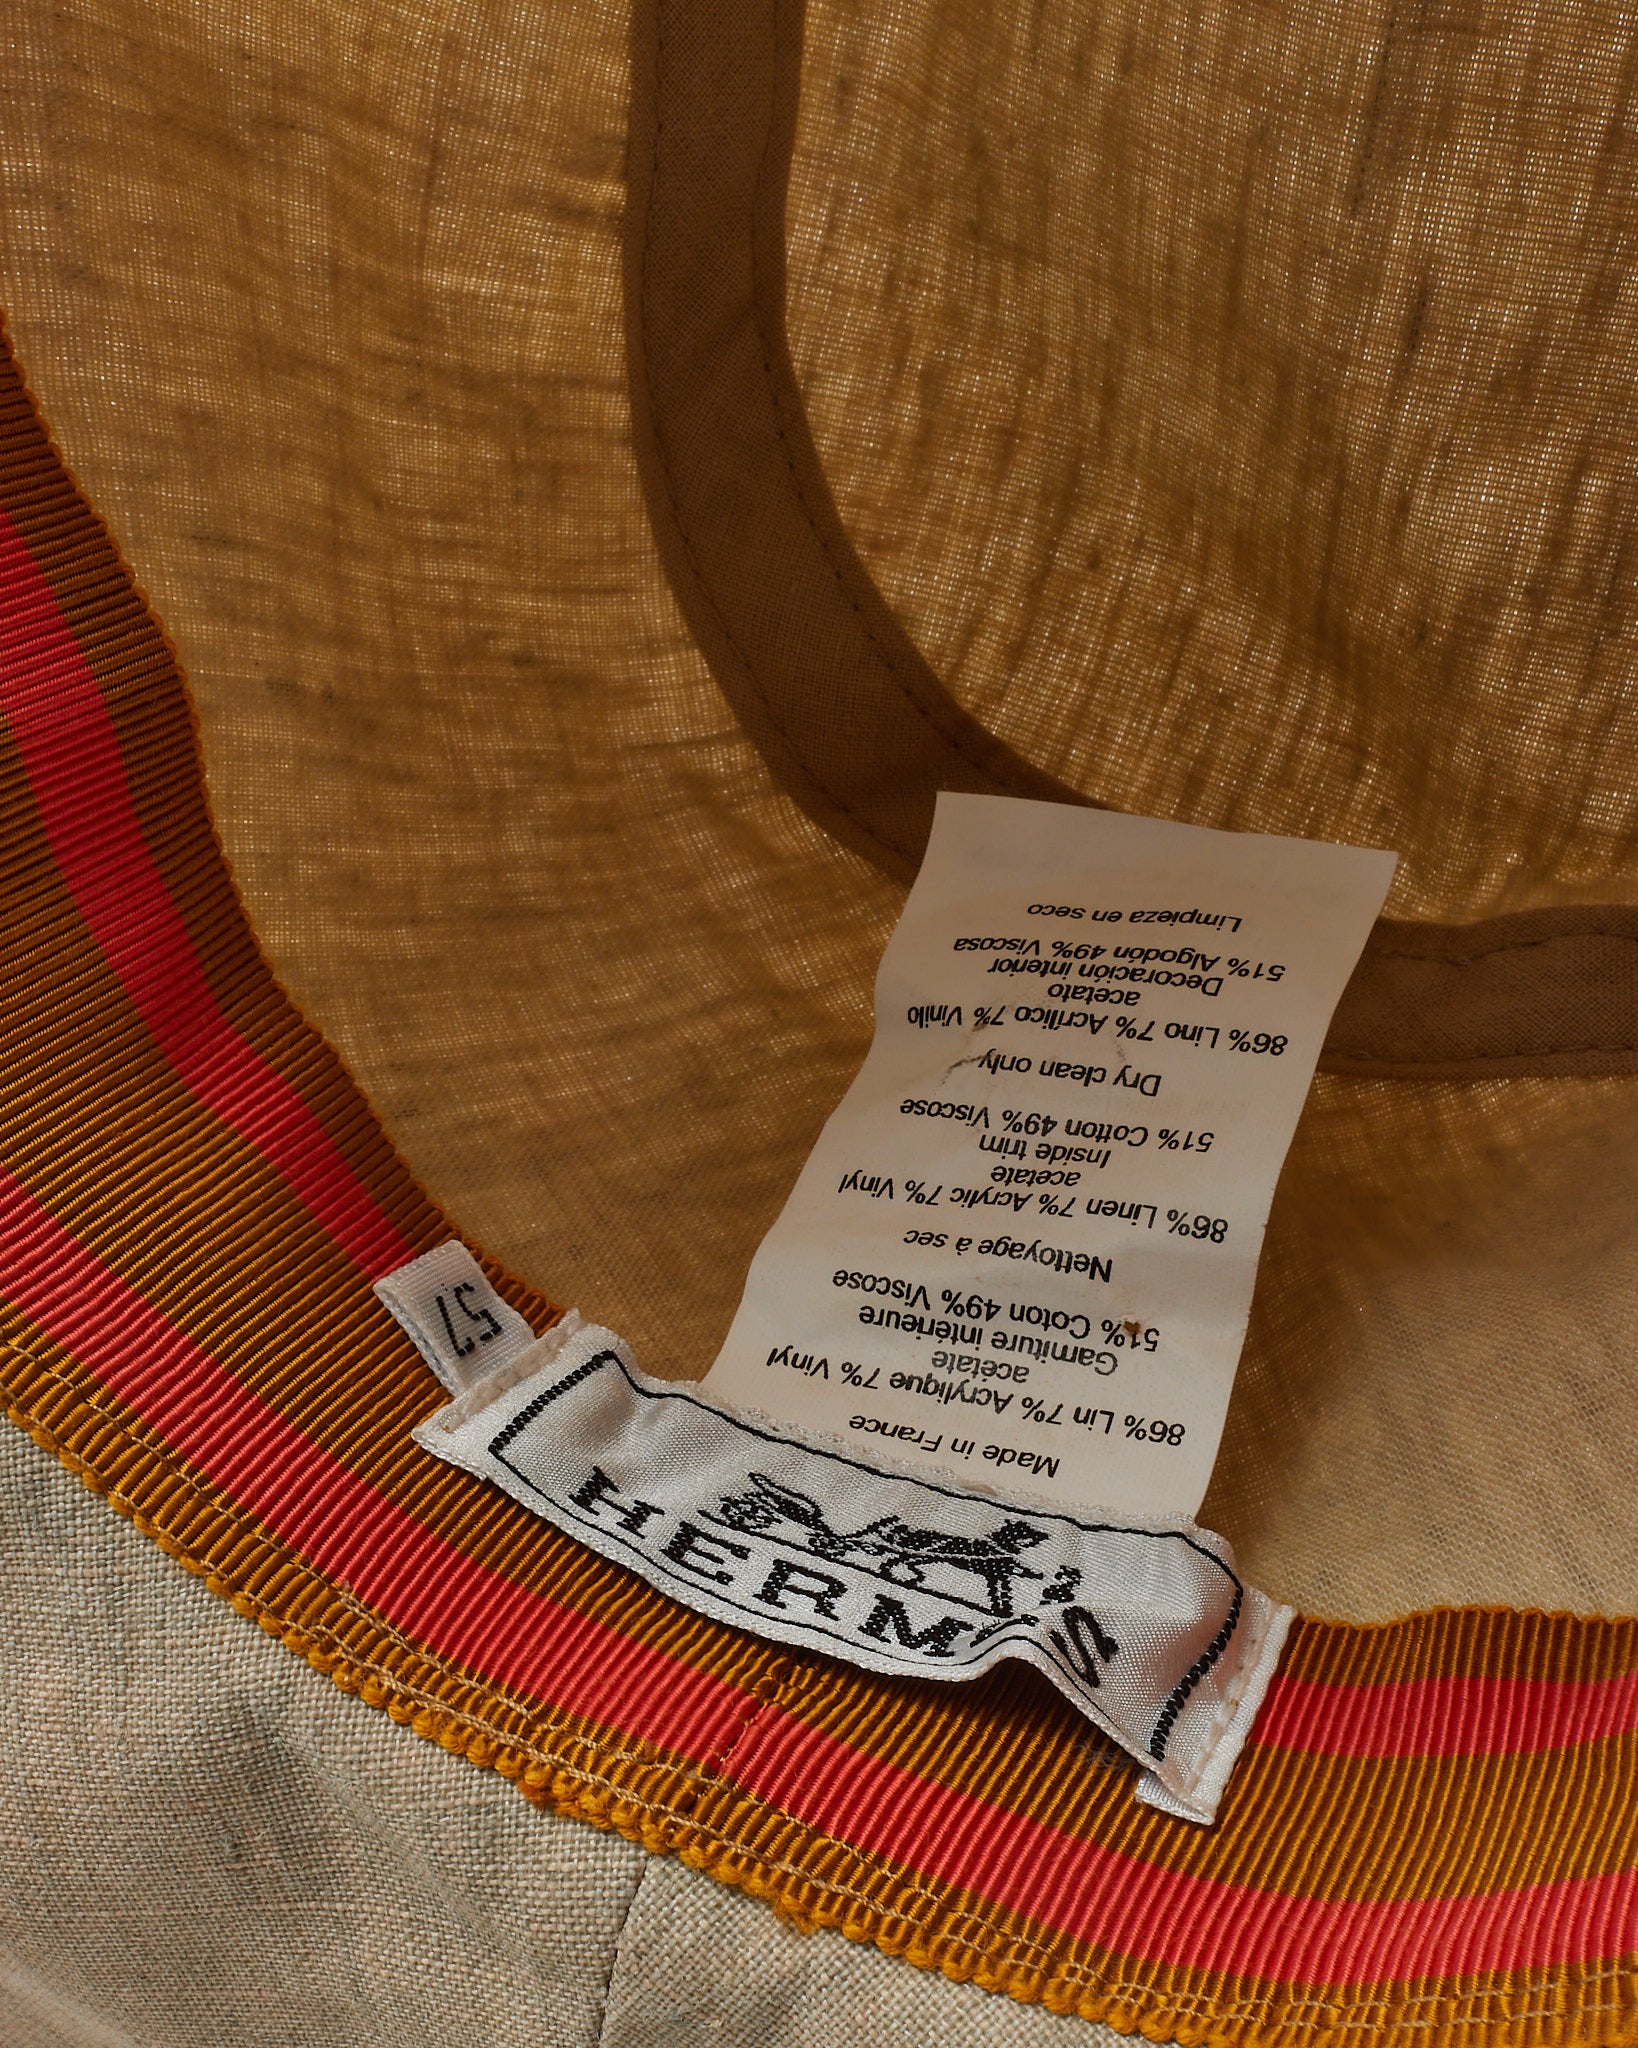 57
HERMÈS
Made in France
86% Lin 7% Acrylique 7% Vinyl
acétate
Garniture intérieure
51% Coton 49% Viscose
Nettoyage à sec
86% Linen 7% Acrylic 7% Vinyl
acetate
Inside trim
51% Cotton 49% Viscose
Dry clean only
86% Lino 7% Acrílico 7% Vinilo
acetato
Decoración interior
51% Algodón 49% Viscosa
Limpieza en seco